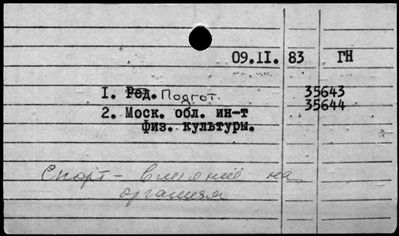 09.II. 83 ГН
I. Ред. Подгот. 35643
35644
2. Моск. обл. ин-т
физ. культуры.
Спорт - влияние на
организм